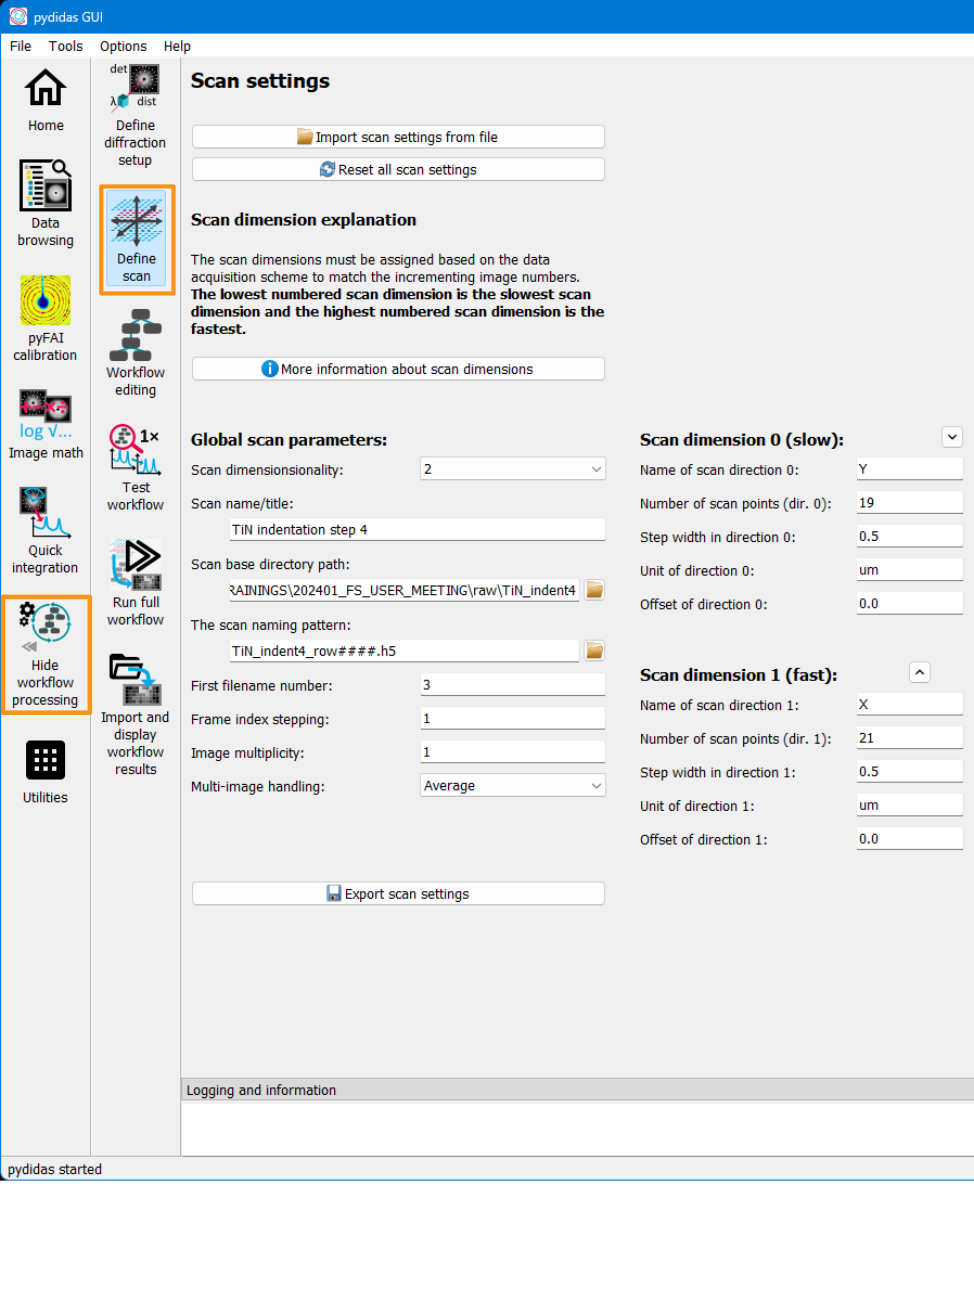 pydidas GUI
File Tools Options Help
Home
Data
browsing
pyFAI
calibration
log √...
Image math
Quick
integration
Hide
workflow
processing
Utilities
det
λ dist
Define
diffraction
setup
Define
scan
Workflow
editing
1×
Test
workflow
Run full
workflow
Import and
display
workflow
results
Scan settings
Import scan settings from file
Reset all scan settings
Scan dimension explanation
The scan dimensions must be assigned based on the data
acquisition scheme to match the incrementing image numbers.
The lowest numbered scan dimension is the slowest scan
dimension and the highest numbered scan dimension is the
fastest.
More information about scan dimensions
Global scan parameters:
Scan dimensionsionality: 2
Scan name/title:
TiN indentation step 4
Scan base directory path:
RAININGS\202401_FS_USER_MEETING\raw\TiN_indent4
The scan naming pattern:
TiN_indent4_row####.h5
First filename number: 3
Frame index stepping: 1
Image multiplicity: 1
Multi-image handling: Average
Export scan settings
Scan dimension 0 (slow):
Name of scan direction 0: Y
Number of scan points (dir. 0): 19
Step width in direction 0: 0.5
Unit of direction 0: um
Offset of direction 0: 0.0
Scan dimension 1 (fast):
Name of scan direction 1: X
Number of scan points (dir. 1): 21
Step width in direction 1: 0.5
Unit of direction 1: um
Offset of direction 1: 0.0
Logging and information
pydidas started